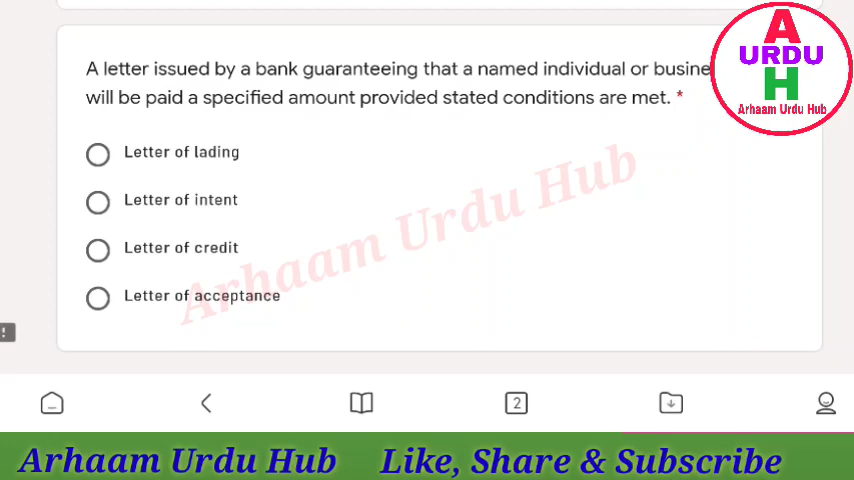 A letter issued by a bank guaranteeing that a named individual or busine
will be paid a specified amount provided stated conditions are met. *
Letter of lading
Letter of intent
Letter of credit
Letter of acceptance
A
URDU
H
Arhaam Urdu Hub
Arhaam Urdu Hub
!
2
Arhaam Urdu Hub Like, Share & Subscribe